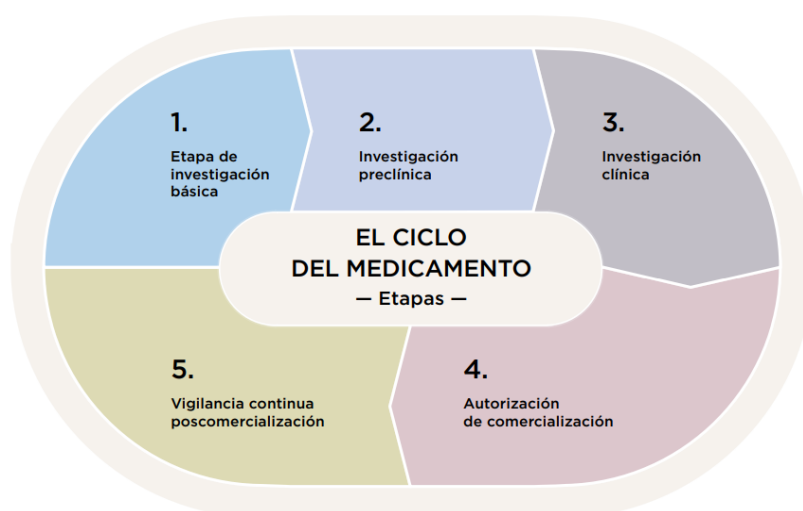 1.
Etapa de
investigación
básica
2.
Investigación
preclínica
3.
Investigación
clínica
EL CICLO
DEL MEDICAMENTO
— Etapas —
5.
Vigilancia continua
poscomercialización
4.
Autorización
de comercialización